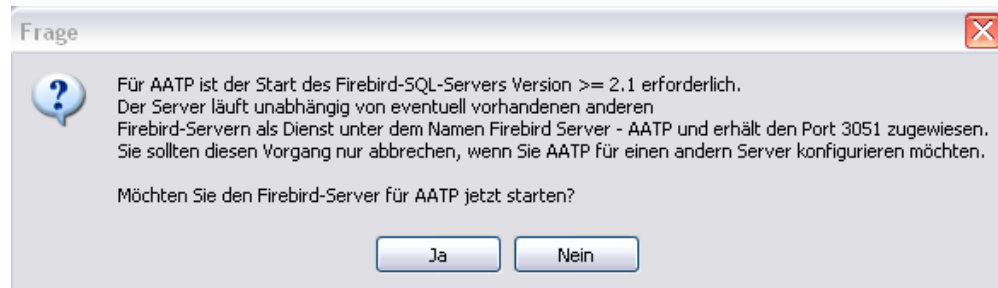 Frage
Für AATP ist der Start des Firebird-SQL-Servers Version >= 2.1 erforderlich.
Der Server läuft unabhängig von eventuell vorhandenen anderen
Firebird-Servern als Dienst unter dem Namen Firebird Server - AATP und erhält den Port 3051 zugewiesen.
Sie sollten diesen Vorgang nur abbrechen, wenn Sie AATP für einen andern Server konfigurieren möchten.
Möchten Sie den Firebird-Server für AATP jetzt starten?
Ja Nein